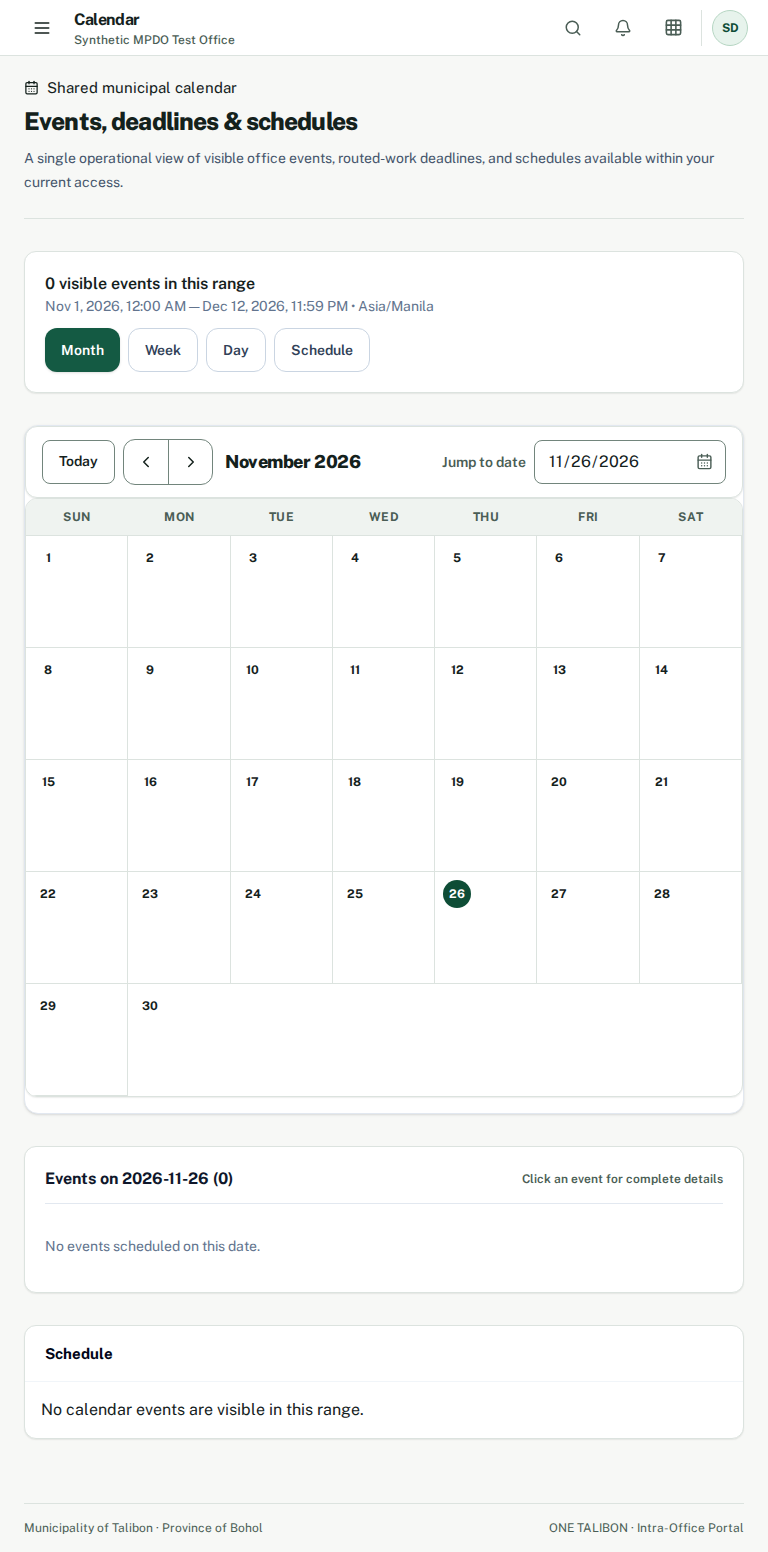 Calendar
Synthetic MPDO Test Office
SD
Shared municipal calendar
Events, deadlines & schedules
A single operational view of visible office events, routed-work deadlines, and schedules available within your
current access.
0 visible events in this range
Nov 1, 2026, 12:00 AM — Dec 12, 2026, 11:59 PM • Asia/Manila
Month Week Day Schedule
Today November 2026 Jump to date 11/26/2026
SUN MON TUE WED THU FRI SAT
1 2 3 4 5 6 7
8 9 10 11 12 13 14
15 16 17 18 19 20 21
22 23 24 25 26 27 28
29 30
Events on 2026-11-26 (0) Click an event for complete details
No events scheduled on this date.
Schedule
No calendar events are visible in this range.
Municipality of Talibon · Province of Bohol ONE TALIBON · Intra-Office Portal